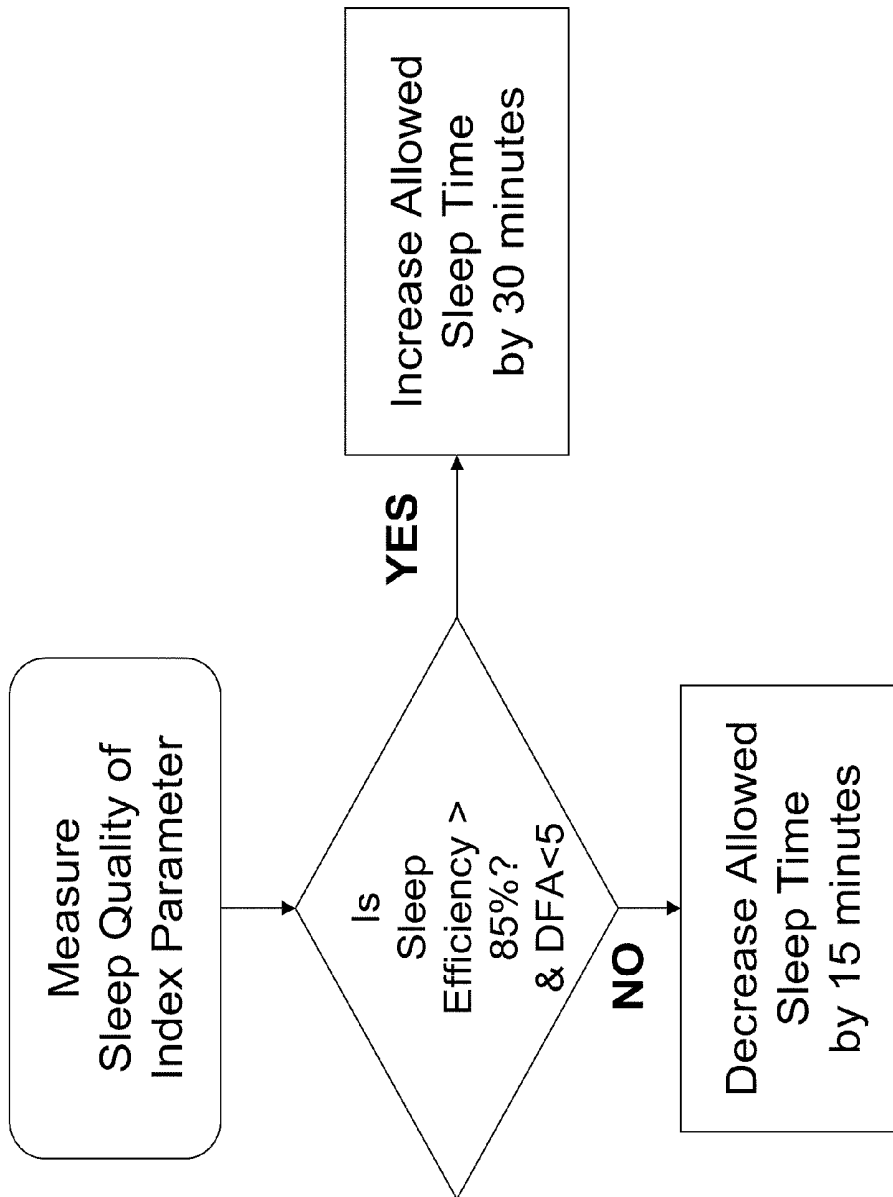 Measure
Sleep Quality of
Index Parameter
Is
Sleep
Efficiency >
85%?
& DFA<5
YES
Increase Allowed
Sleep Time
by 30 minutes
NO
Decrease Allowed
Sleep Time
by 15 minutes